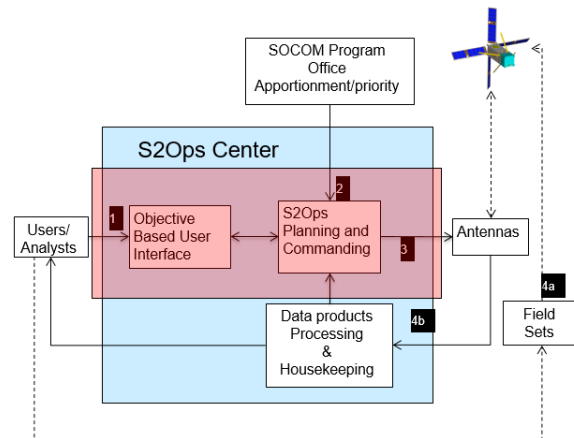 SOCOM Program
Office
Apportionment/priority
S2Ops Center
1
2
3
Users/
Analysts
Objective
Based User
Interface
S2Ops
Planning and
Commanding
Antennas
4a
4b
Data products
Processing
&
Housekeeping
Field
Sets